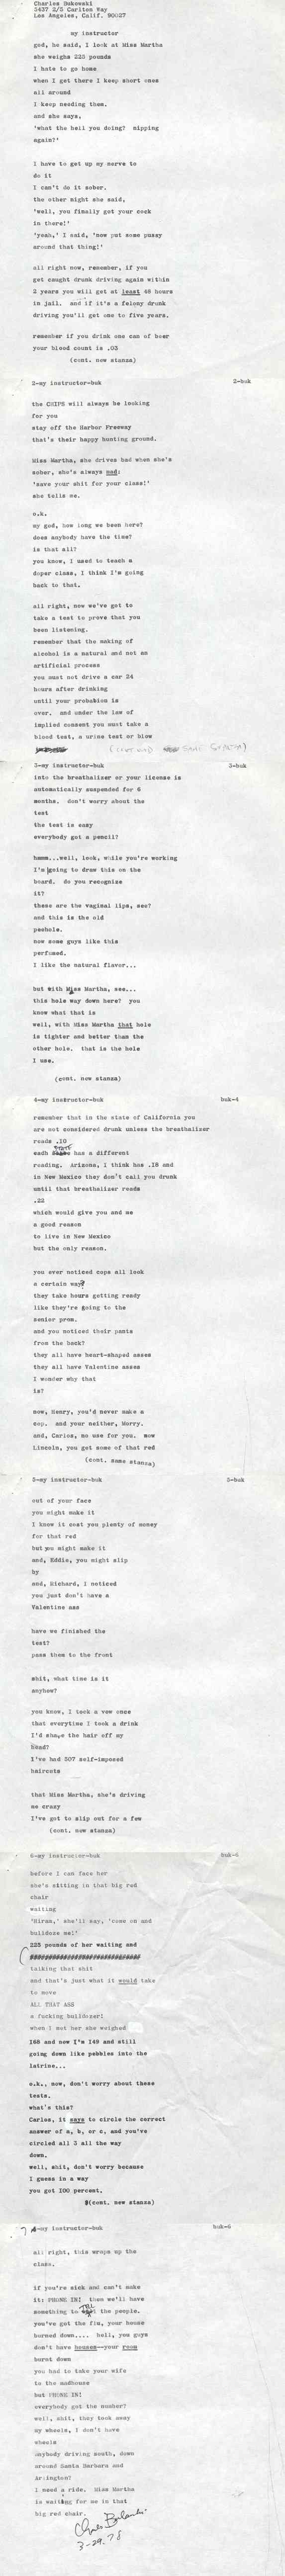 Charles Bukowski
5437 2/5 Carlton Way
Los Angeles, Calif. 90027
my instructor
god, he said, I look at Miss Martha
she weighs 225 pounds
I hate to go home
when I get there I keep short ones
all around
I keep needing them.
and she says,
'what the hell you doing? nipping
again?'
I have to get up my nerve to
do it
I can't do it sober.
the other night she said,
'well, you finally got your cock
in there!'
'yeah,' I said, 'now put some pussy
around that thing!'
all right now, remember, if you
get caught drunk driving again within
2 years you will get at least 48 hours
in jail. and if it's a felony drunk
driving you'll get one to five years.
remember if you drink one can of beer
your blood count is .03
(cont. new stanza)
2-my instructor-buk 2-buk
the CHIPS will always be looking
for you
stay off the Harbor Freeway
that's their happy hunting ground.
Miss Martha, she drives bad when she's
sober, she's always mad:
'save your shit for your class!'
she tells me.
o.k.
my god, how long we been here?
does anybody have the time?
is that all?
you know, I used to teach a
doper class, I think I'm going
back to that.
all right, now we've got to
take a test to prove that you
been listening.
remember that the making of
alcohol is a natural and not an
artificial process
you must not drive a car 24
hours after drinking
until your probation is
over. and under the law of
implied consent you must take a
blood test, a urine test or blow
(CONTINUED SAME STANZA)
3-my instructor-buk 3-buk
into the breathalizer or your license is
automatically suspended for 6
months. don't worry about the
test
the test is easy
everybody got a pencil?
hmmm...well, look, while you're working
I'm going to draw this on the
board. do you recognize
it?
these are the vaginal lips, see?
and this is the old
peehole.
now some guys like this
perfumed.
I like the natural flavor...
but with Miss Martha, see...
this hole way down here? you
know what that is
well, with Miss Martha that hole
is tighter and better than the
other hole. that is the hole
I use.
(cont. new stanza)
4-my instructor-buk buk-4
remember that in the state of California you
are not considered drunk unless the breathalizer
reads .10
each STATE has a different
reading. Arizona, I think has .18 and
in New Mexico they don't call you drunk
until that breathalizer reads
.22
which would give you and me
a good reason
to live in New Mexico
but the only reason.
you ever noticed cops all look
a certain way?
they take hours getting ready
like they're going to the
senior prom.
and you noticed their pants
from the back?
they all have heart-shaped asses
they all have Valentine asses
I wonder why that
is?
now, Henry, you'd never make a
cop. and your neither, Morry.
and, Carlos, no use for you. now
Lincoln, you got some of that red
(cont. same stanza)
5-my instructor-buk 5-buk
out of your face
you might make it
I know it cost you plenty of money
for that red
but you might make it
and, Eddie, you might slip
by
and, Richard, I noticed
you just don't have a
Valentine ass
have we finished the
test?
pass them to the front
shit, what time is it
anyhow?
you know, I took a vow once
that everytime I took a drink
I'd shave the hair off my
head?
I've had 507 self-imposed
haircuts
that Miss Martha, she's driving
me crazy
I've got to slip out for a few
(cont. new stanza)
6-my instructor-buk buk-6
before I can face her
she's sitting in that big red
chair
waiting
'Hiram,' she'll say, 'come on and
bulldoze me!'
225 pounds of her waiting and
talking that shit
and that's just what it would take
to move
ALL THAT ASS
a fucking bulldozer!
when I met her she weighed
168 and now I'm 149 and still
going down like pebbles into the
latrine...
o.k., now, don't worry about these
tests.
what's this?
Carlos, it says to circle the correct
answer of a, b, or c, and you've
circled all 3 all the way
down.
well, shit, don't worry because
I guess in a way
you got 100 percent.
(cont. new stanza)
7-my instructor-buk buk-6
all right, this wraps up the
class.
if you're sick and can't make
it: PHONE IN! then we'll have
something to TELL the people.
you've got the flu, your house
burned down.... hell, you guys
don't have houses--your room
burnt down
you had to take your wife
to the madhouse
but PHONE IN!
everybody got the number?
well, shit, they took away
my wheels, I don't have
wheels
anybody driving south, down
around Santa Barbara and
Arlington?
I need a ride. Miss Martha
is waiting for me in that
big red chair.
Charles Bukowski
3-29-78